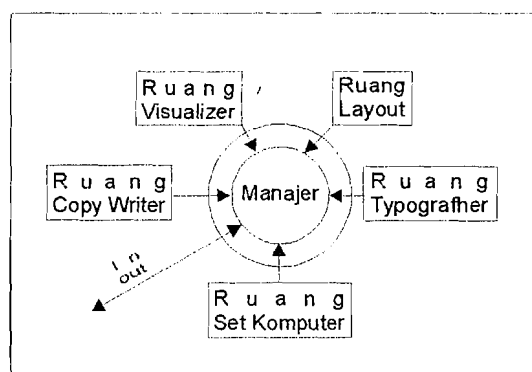 Ruang
Visualizer
Ruang
Layout
Ruang
Copy Writer
Manajer
Ruang
Typografher
In
out
Ruang
Set Komputer